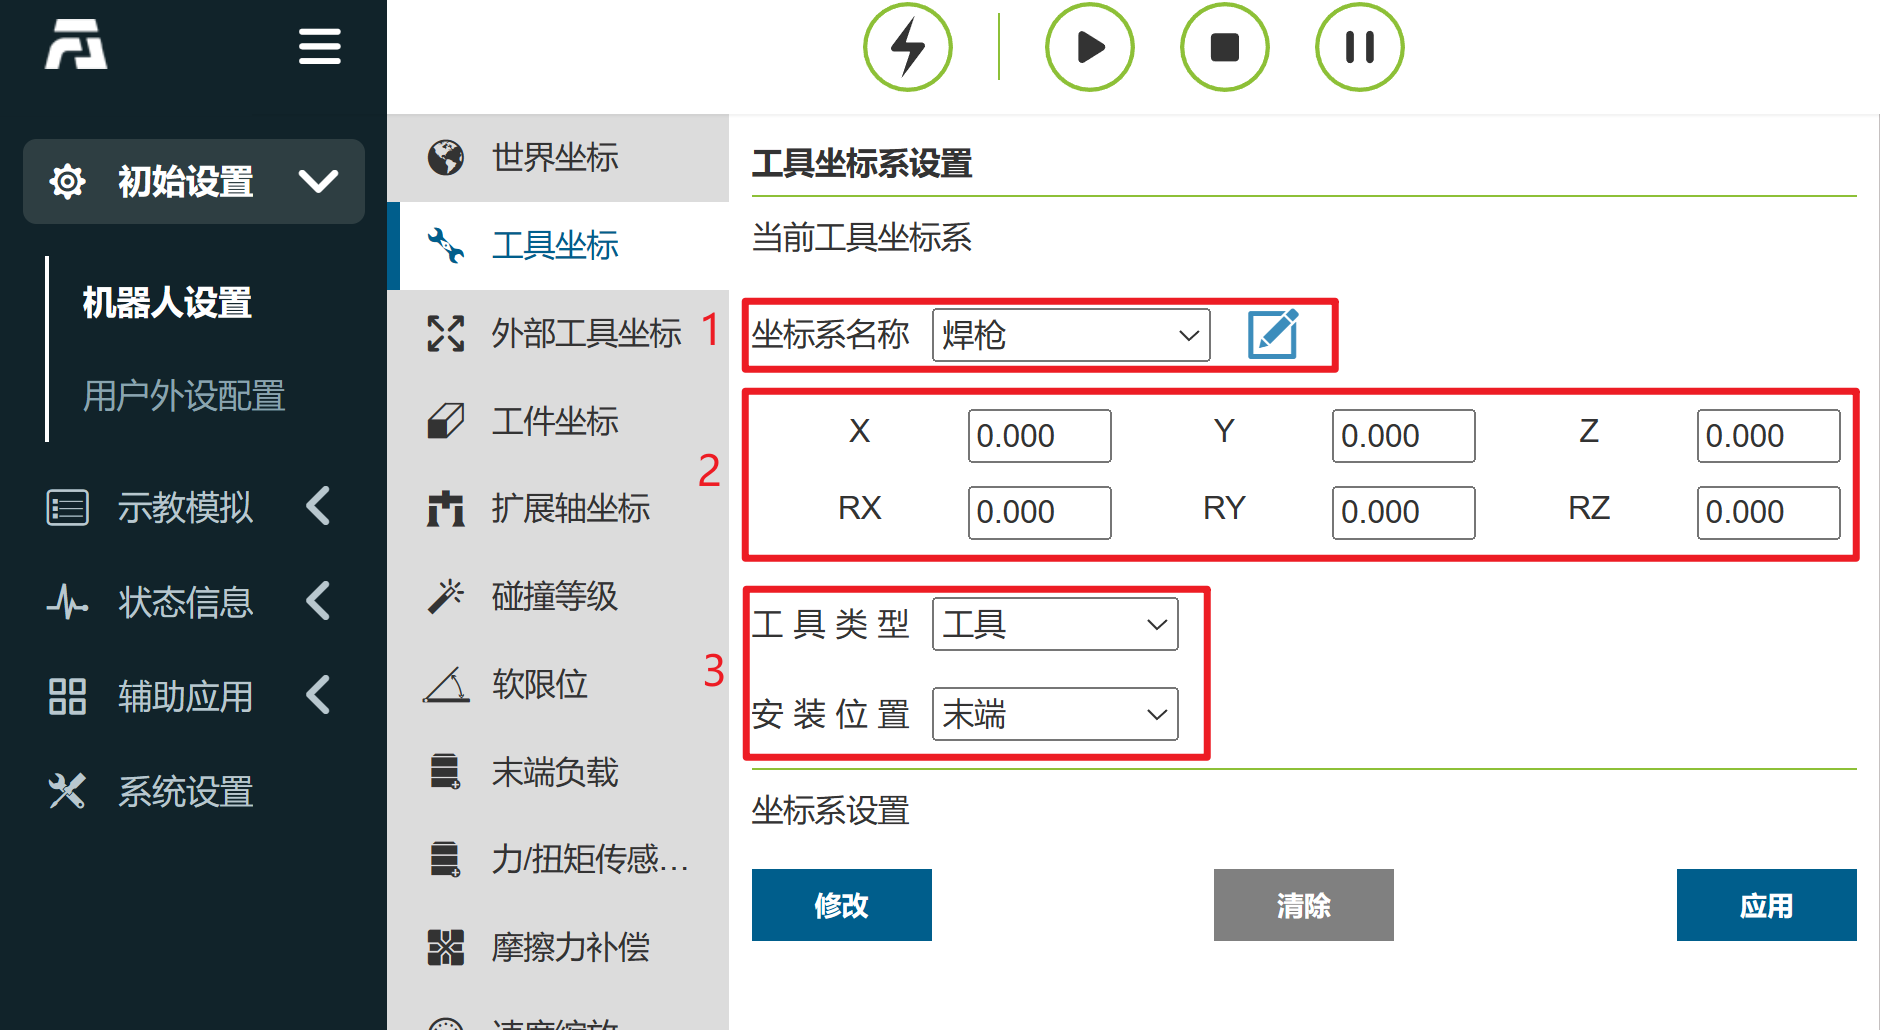 初始设置
机器人设置
用户外设配置
示教模拟
状态信息
辅助应用
系统设置
世界坐标
工具坐标
外部工具坐标
工件坐标
扩展轴坐标
碰撞等级
软限位
末端负载
力/扭矩传感...
摩擦力补偿
速度缩放
工具坐标系设置
当前工具坐标系
1
坐标系名称 焊枪
2
X 0.000 Y 0.000 Z 0.000
RX 0.000 RY 0.000 RZ 0.000
3
工具类型 工具
安装位置 末端
坐标系设置
修改 清除 应用